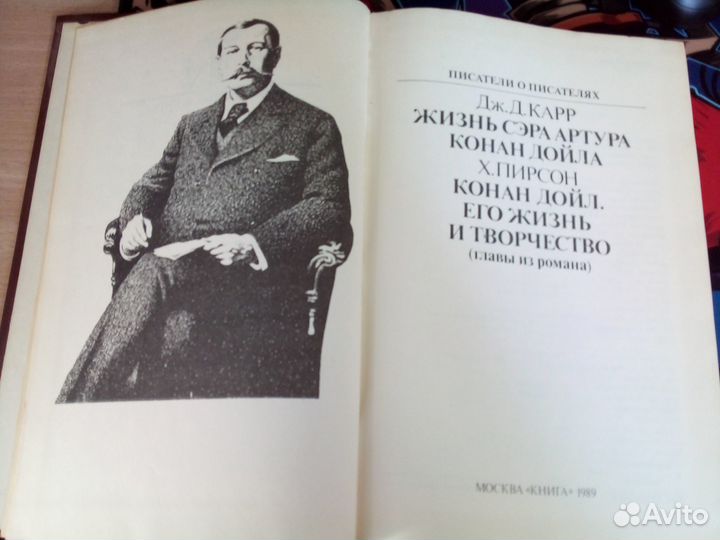 ПИСАТЕЛИ О ПИСАТЕЛЯХ
Дж. Д. КАРР
ЖИЗНЬ СЭРА АРТУРА
КОНАН ДОЙЛА
Х. ПИРСОН
КОНАН ДОЙЛ.
ЕГО ЖИЗНЬ
И ТВОРЧЕСТВО
(главы из романа)
МОСКВА «КНИГА» 1989
Avito